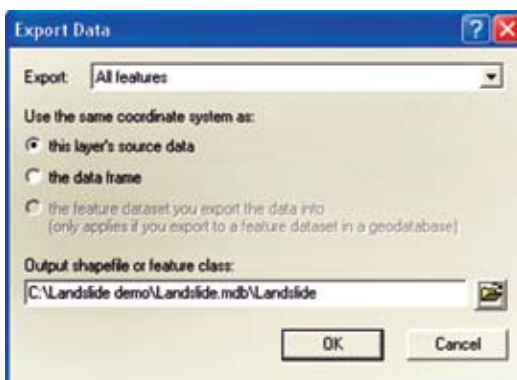 Export Data
Export: All features
Use the same coordinate system as:
this layer's source data
the data frame
the feature dataset you export the data into
(only applies if you export to a feature dataset in a geodatabase)
Output shapefile or feature class:
C:\Landslide demo\Landslide.mdb\Landslide
OK Cancel